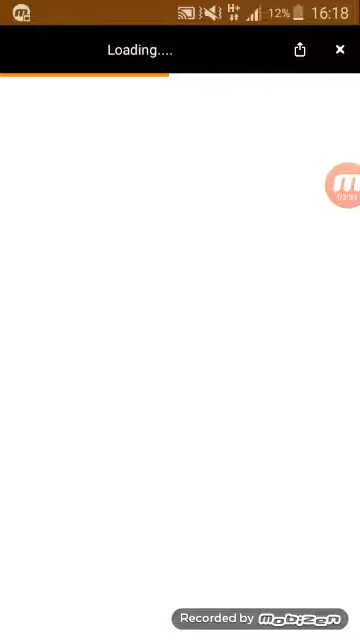 H+ 12% 16:18
Loading....
m
Recorded by mobizen